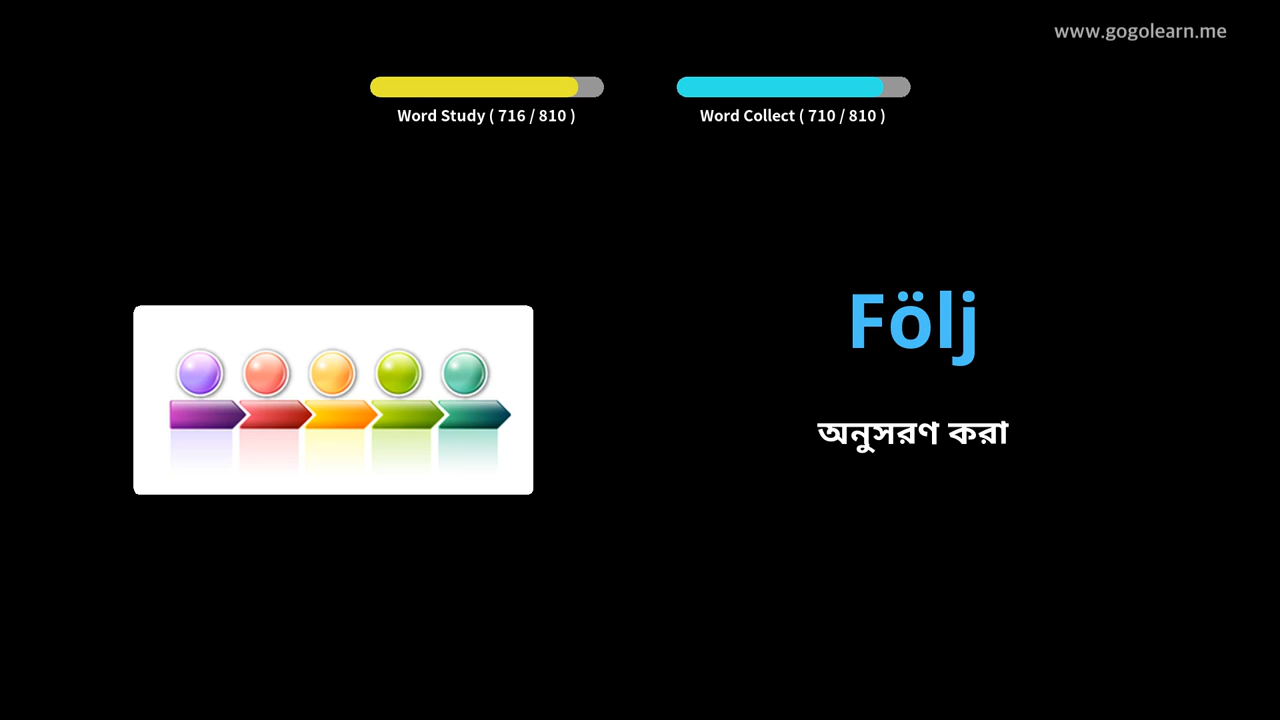 www.gogolearn.me
Word Study ( 716 / 810 )
Word Collect ( 710 / 810 )
Följ
অনুসরণ করা